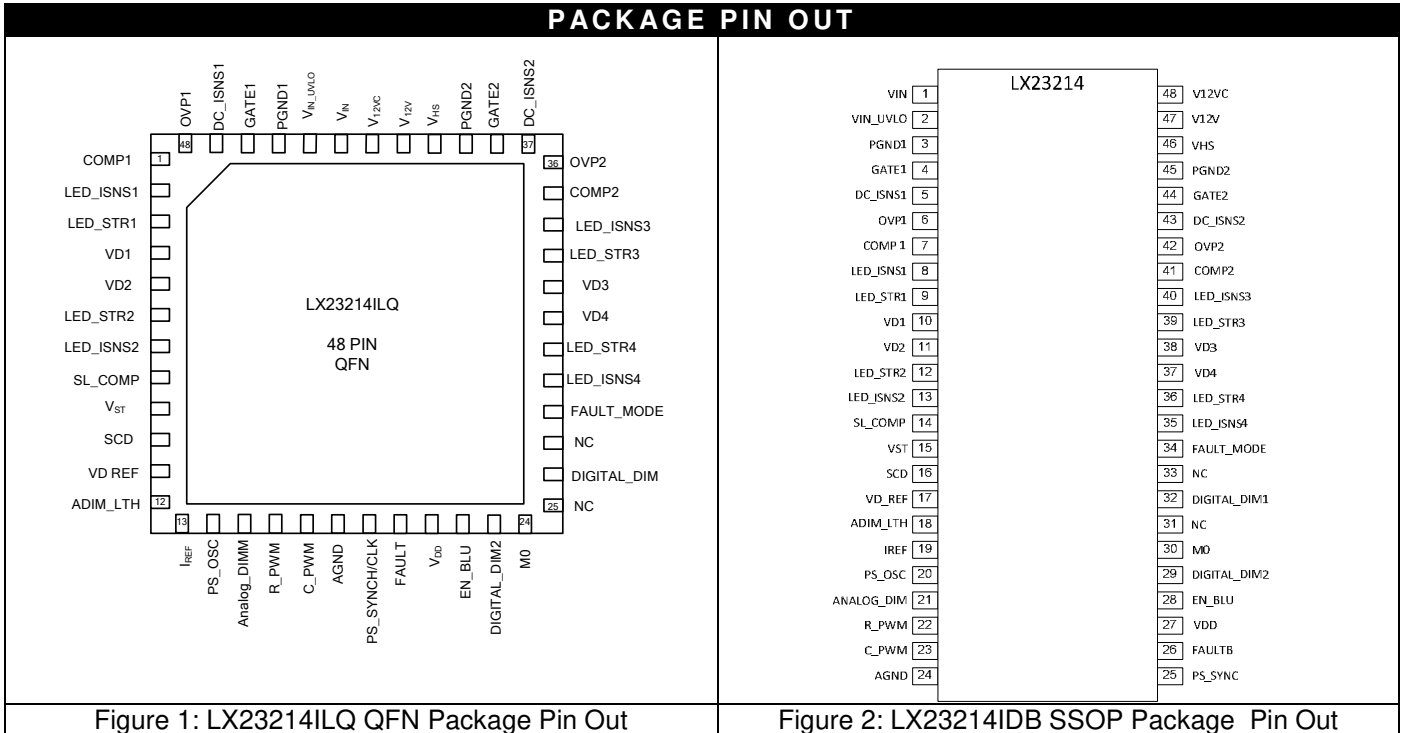 PACKAGE PIN OUT
OVP1
DC_ISNS1
GATE1
PGND1
VIN_UVLO
VIN
V12VC
V12V
VHS
PGND2
GATE2
DC_ISNS2
48
37
COMP1 1
LED_ISNS1
LED_STR1
VD1
VD2
LED_STR2
LED_ISNS2
SL_COMP
VST
SCD
VD REF
ADIM_LTH 12
LX23214ILQ
48 PIN
QFN
36 OVP2
COMP2
LED_ISNS3
LED_STR3
VD3
VD4
LED_STR4
LED_ISNS4
FAULT_MODE
NC
DIGITAL_DIM
25 NC
13
24
IREF
PS_OSC
Analog_DIMM
R_PWM
C_PWM
AGND
PS_SYNCH/CLK
FAULT
VDD
EN_BLU
DIGITAL_DIM2
M0
Figure 1: LX23214ILQ QFN Package Pin Out
LX23214
VIN 1
VIN_UVLO 2
PGND1 3
GATE1 4
DC_ISNS1 5
OVP1 6
COMP 1 7
LED_ISNS1 8
LED_STR1 9
VD1 10
VD2 11
LED_STR2 12
LED_ISNS2 13
SL_COMP 14
VST 15
SCD 16
VD_REF 17
ADIM_LTH 18
IREF 19
PS_OSC 20
ANALOG_DIM 21
R_PWM 22
C_PWM 23
AGND 24
48 V12VC
47 V12V
46 VHS
45 PGND2
44 GATE2
43 DC_ISNS2
42 OVP2
41 COMP2
40 LED_ISNS3
39 LED_STR3
38 VD3
37 VD4
36 LED_STR4
35 LED_ISNS4
34 FAULT_MODE
33 NC
32 DIGITAL_DIM1
31 NC
30 M0
29 DIGITAL_DIM2
28 EN_BLU
27 VDD
26 FAULTB
25 PS_SYNC
Figure 2: LX23214IDB SSOP Package Pin Out